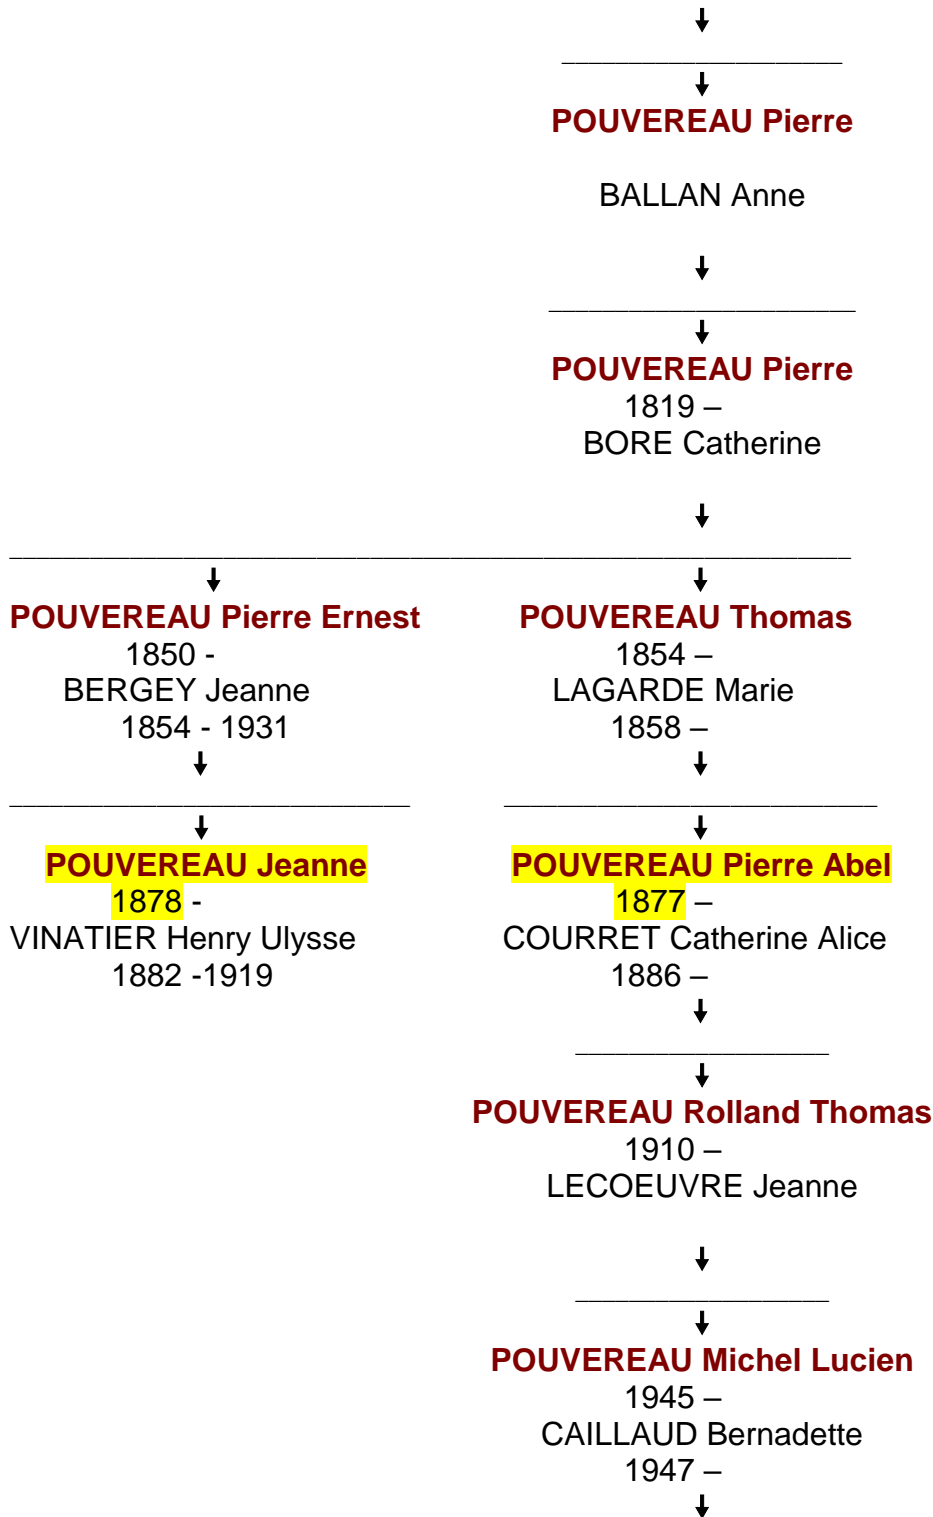 POUVEREAU Pierre
BALLAN Anne
POUVEREAU Pierre
1819 –
BORE Catherine
POUVEREAU Pierre Ernest POUVEREAU Thomas
1850 - 1854 –
BERGEY Jeanne LAGARDE Marie
1854 - 1931 1858 –
POUVEREAU Jeanne POUVEREAU Pierre Abel
1878 - 1877 –
VINATIER Henry Ulysse COURRET Catherine Alice
1882 -1919 1886 –
POUVEREAU Rolland Thomas
1910 –
LECOEUVRE Jeanne
POUVEREAU Michel Lucien
1945 –
CAILLAUD Bernadette
1947 –